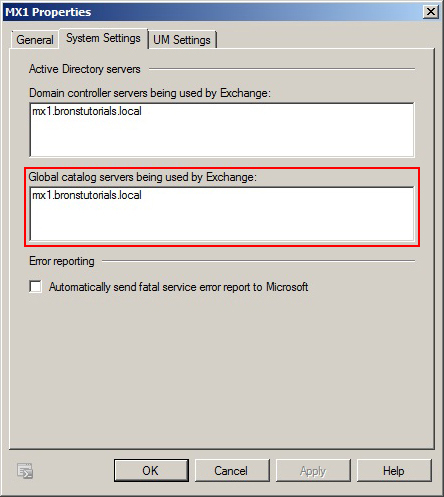 MX1 Properties
General
System Settings
UM Settings
Active Directory servers
Domain controller servers being used by Exchange:
mx1.bronstutorials.local
Global catalog servers being used by Exchange:
mx1.bronstutorials.local
Error reporting
Automatically send fatal service error report to Microsoft
OK
Cancel
Apply
Help